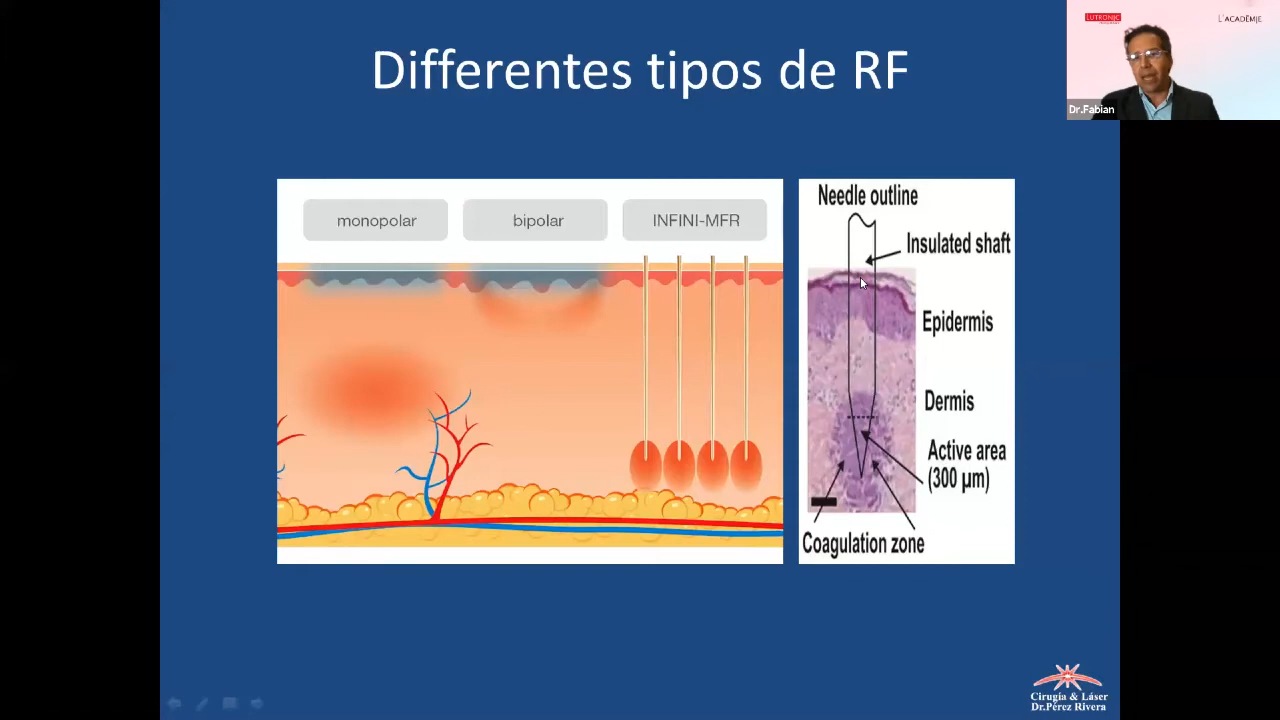 Differentes tipos de RF
LUTRONIC
L'ACADÉMIE
Dr.Fabian
monopolar
bipolar
INFINI-MFR
Needle outline
Insulated shaft
Epidermis
Dermis
Active area
(300 µm)
Coagulation zone
Cirugía & Láser
Dr.Pérez Rivera